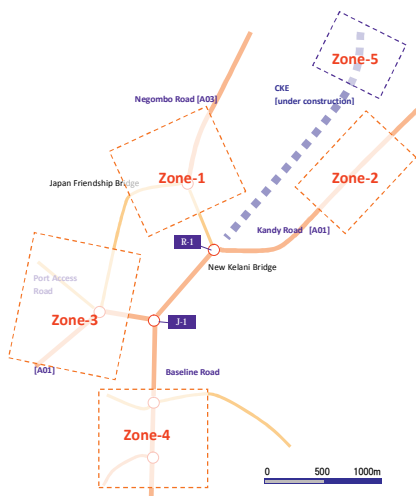 Zone-5
CKE
[under construction]
Negombo Road [A03]
Zone-1
Zone-2
Japan Friendship Bridge
Kandy Road [A01]
R-1
New Kelani Bridge
Port Access
Road
Zone-3
J-1
[A01]
Baseline Road
Zone-4
0 500 1000m